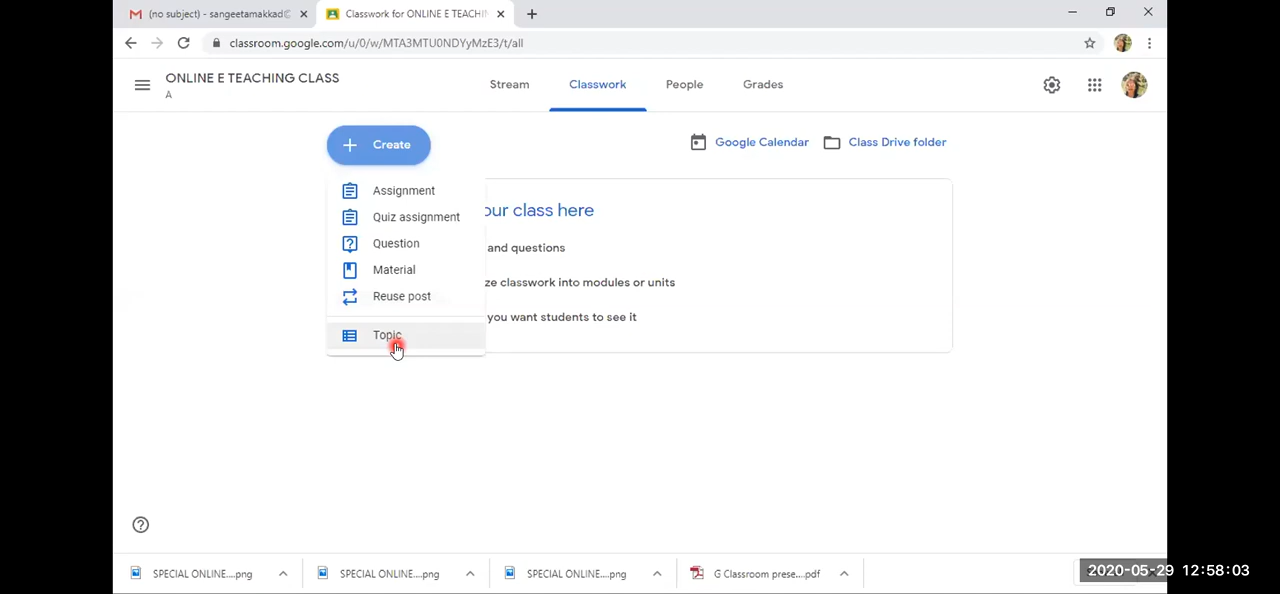 (no subject) - sangeetamakkad@
Classwork for ONLINE E TEACHIN
classroom.google.com/u/0/w/MTA3MTU0NDYyMzE3/t/all
ONLINE E TEACHING CLASS
A
Stream
Classwork
People
Grades
Create
Google Calendar
Class Drive folder
Assignment
Quiz assignment
Question
Material
Reuse post
Topic
our class here
and questions
ze classwork into modules or units
you want students to see it
SPECIAL ONLINE....png
SPECIAL ONLINE....png
SPECIAL ONLINE....png
G Classroom prese....pdf
2020-05-29 12:58:03